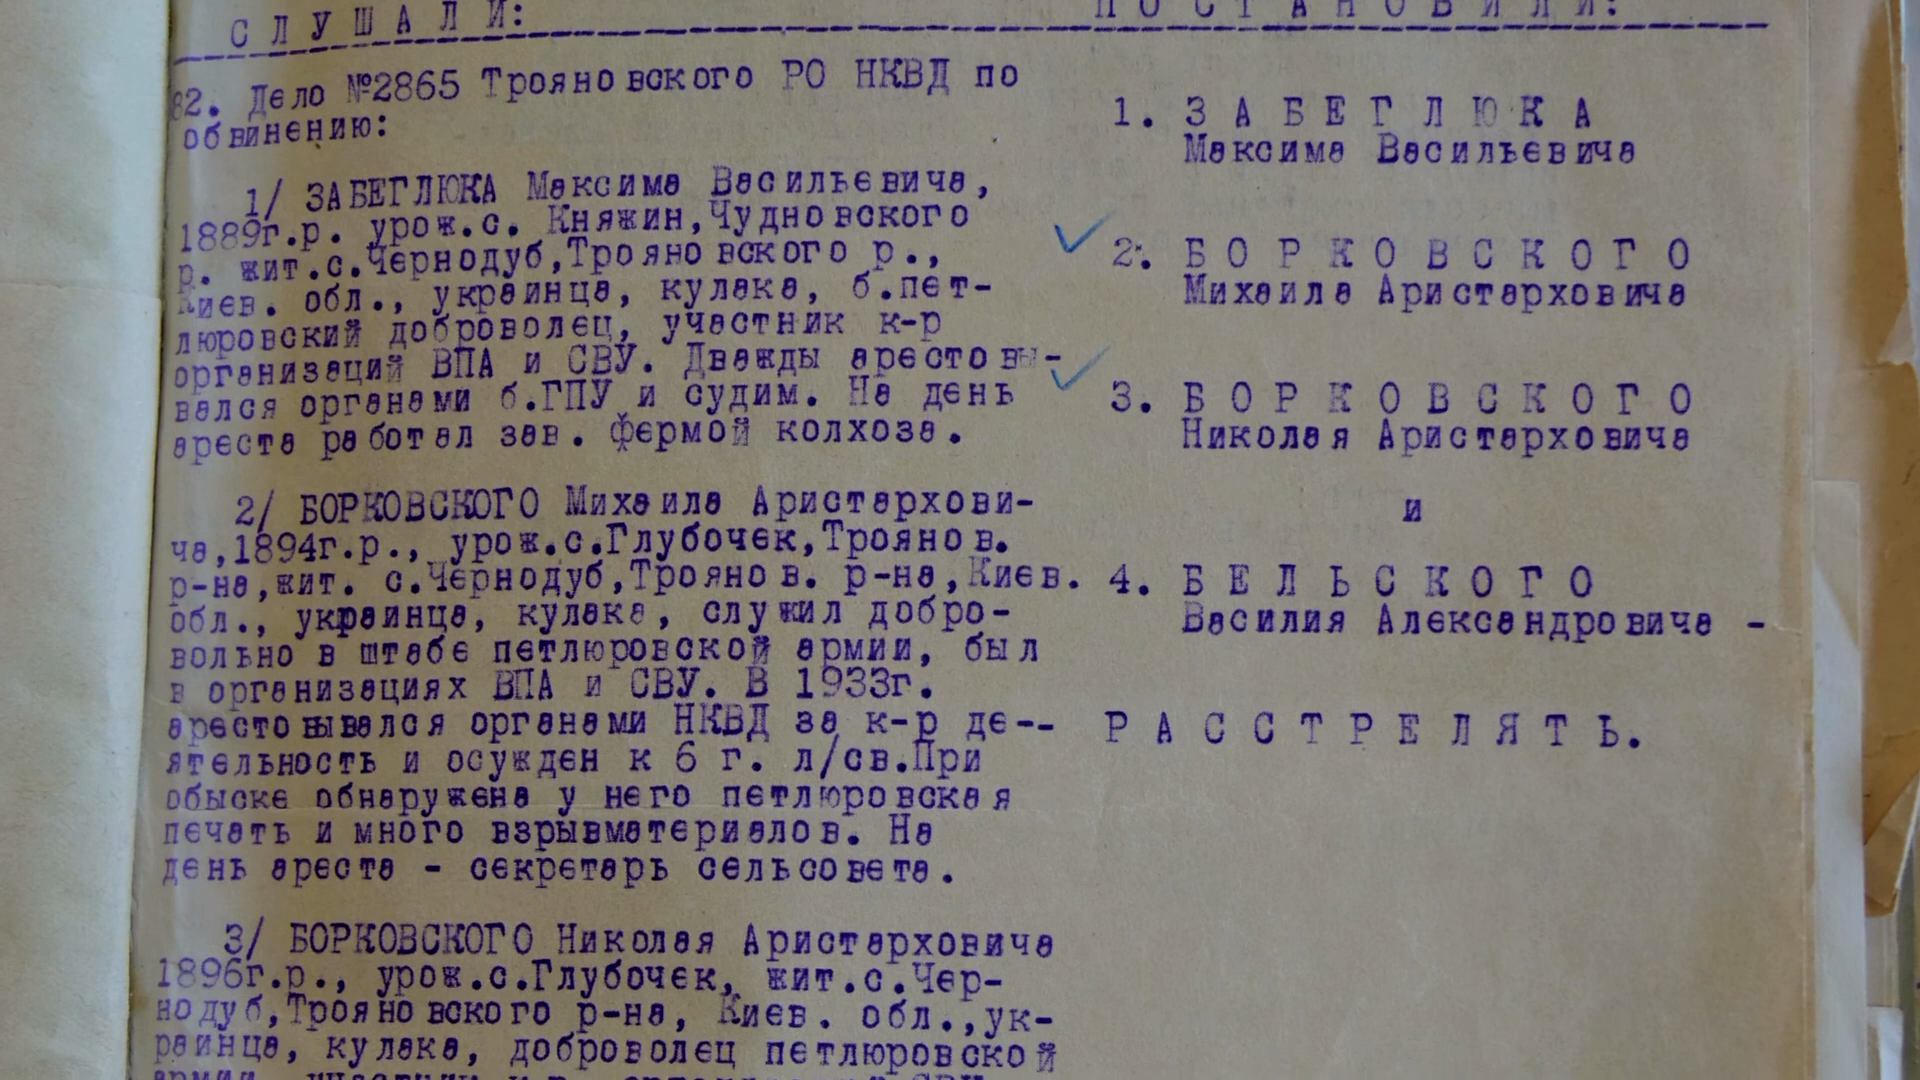 СЛУШАЛИ:
ПОСТАНОВИЛИ:
82. Дело №2865 Трояновского РО НКВД по
обвинению:
1/ ЗАБЕГЛЮКА Максима Васильевича,
1889г.р. урож.с. Княжин,Чудновского
р. жит.с.Чернодуб,Трояновского р.,
Киев. обл., украинца, кулака, б.пет-
люровский доброволец, участник к-р
организаций ВПА и СВУ. Дважды арестовы-
вался органами б.ГПУ и судим. На день
ареста работал зав. фермой колхоза.
2/ БОРКОВСКОГО Михаила Аристархови-
ча,1894г.р., урож.с.Глубочек,Троянов.
р-на,жит. с.Чернодуб,Троянов. р-на,Киев.
обл., украинца, кулака, служил добро-
вольно в штабе петлюровской армии, был
в организациях ВПА и СВУ. В 1933г.
арестовывался органами НКВД за к-р де--
ятельность и осужден к 6 г. л/св.При
обыске обнаружена у него петлюровская
печать и много взрывматериалов. На
день ареста - секретарь сельсовета.
3/ БОРКОВСКОГО Николая Аристарховича
1896г.р., урож.с.Глубочек, жит.с.Чер-
нодуб,Трояновского р-на, Киев. обл.,ук-
раинца, кулака, доброволец петлюровской
1. ЗАБЕГЛЮКА
Максима Васильевича
2. БОРКОВСКОГО
Михаила Аристарховича
3. БОРКОВСКОГО
Николая Аристарховича
и
4. БЕЛЬСКОГО
Василия Александровича -
РАССТРЕЛЯТЬ.